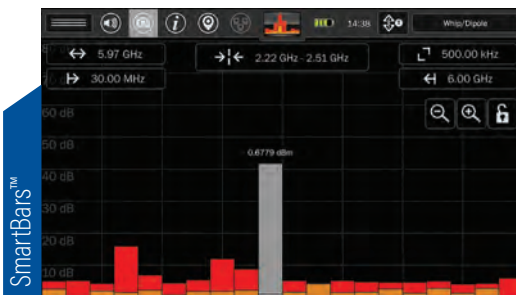 14:38
Whip/Dipole
5.97 GHz
2.22 GHz - 2.51 GHz
500.00 kHz
30.00 MHz
6.00 GHz
60 dB
50 dB
0.6779 dBm
40 dB
30 dB
20 dB
10 dB
SmartBars™